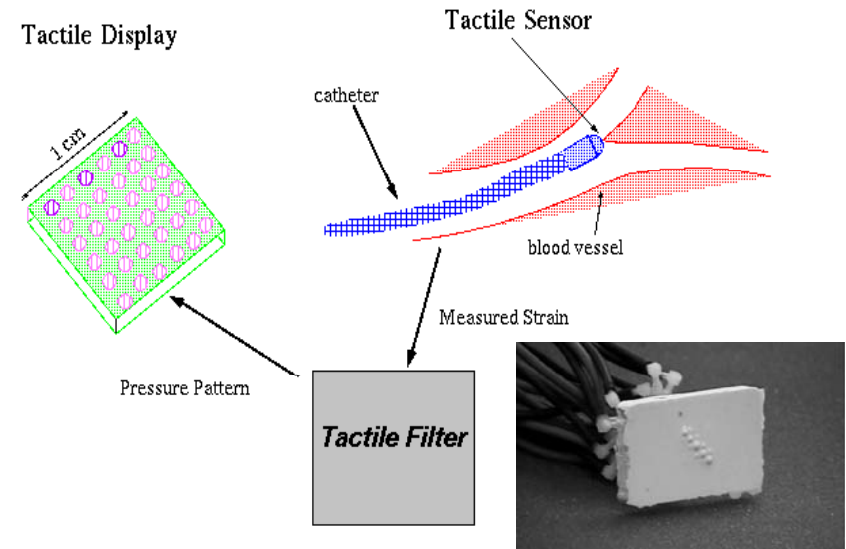 Tactile Display
Tactile Sensor
catheter
1 cm
blood vessel
Measured Strain
Pressure Pattern
Tactile Filter